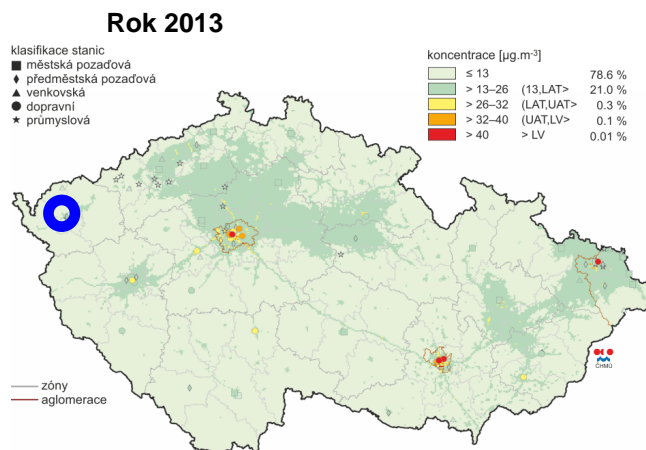 Rok 2013
klasifikace stanic
městská pozaďová
předměstská pozaďová
venkovská
dopravní
průmyslová
koncentrace [µg.m-3]
≤ 13 78.6 %
> 13–26 (13,LAT> 21.0 %
> 26–32 (LAT,UAT> 0.3 %
> 32–40 (UAT,LV> 0.1 %
> 40 > LV 0.01 %
ČHMÚ
zóny
aglomerace